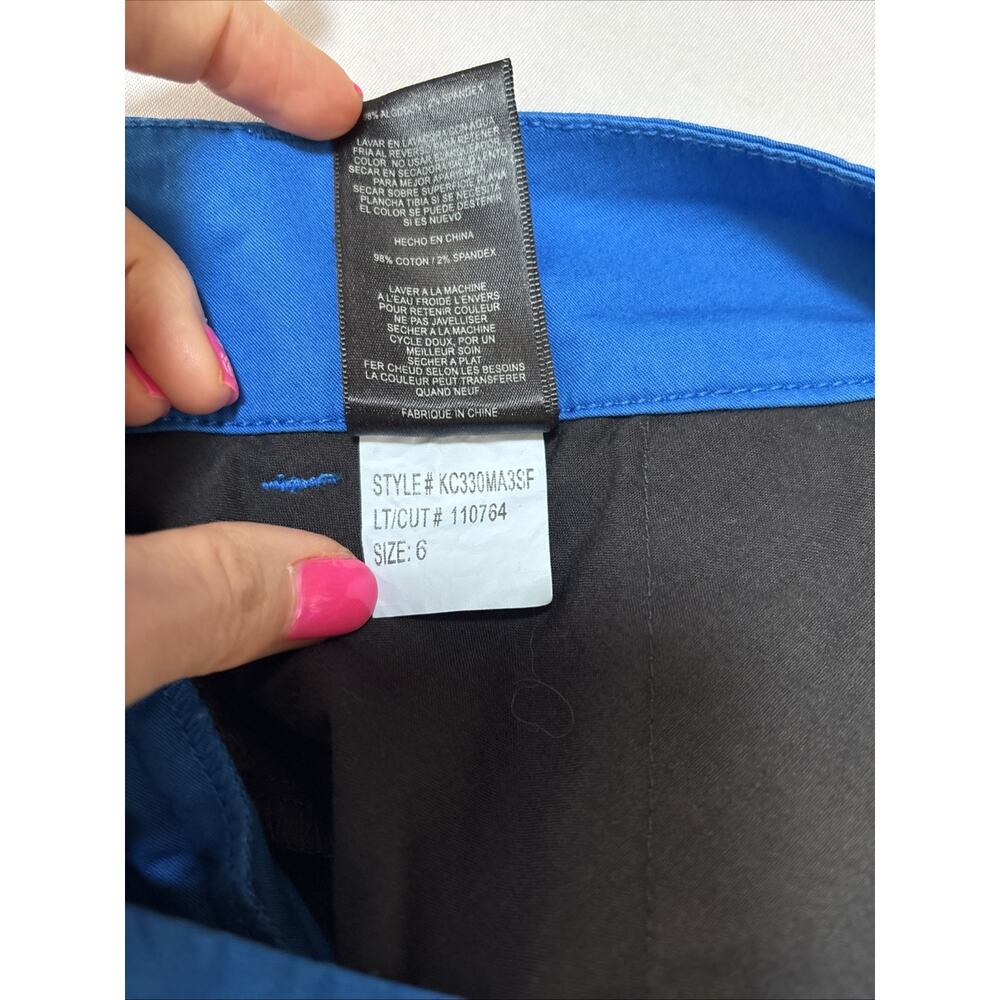 98% ALGODON, 2% SPANDEX
LAVAR EN LAVADORA CON AGUA
FRIA AL REVES PARA OBTENER
COLOR. NO USAR
SECAR EN SECADORA CICLO LENTO
PARA MEJOR APARIENCIA
SECAR SOBRE SUPERFICIE PLANA
PLANCHA TIBIA SI SE NECESITA
EL COLOR SE PUEDE DESTENIR
SI ES NUEVO
HECHO EN CHINA
98% COTON / 2% SPANDEX
LAVER A LA MACHINE
A L'EAU FROIDE L'ENVERS
POUR RETENIR COULEUR
NE PAS JAVELLISER
SECHER A LA MACHINE
CYCLE DOUX, POR UN
MEILLEUR SOIN
SECHER A PLAT
FER CHEUD SELON LES BESOINS
LA COULEUR PEUT TRANSFERER
QUAND NEUF
FABRIQUE IN CHINE
STYLE# KC330MA3SF
LT/CUT# 110764
SIZE: 6